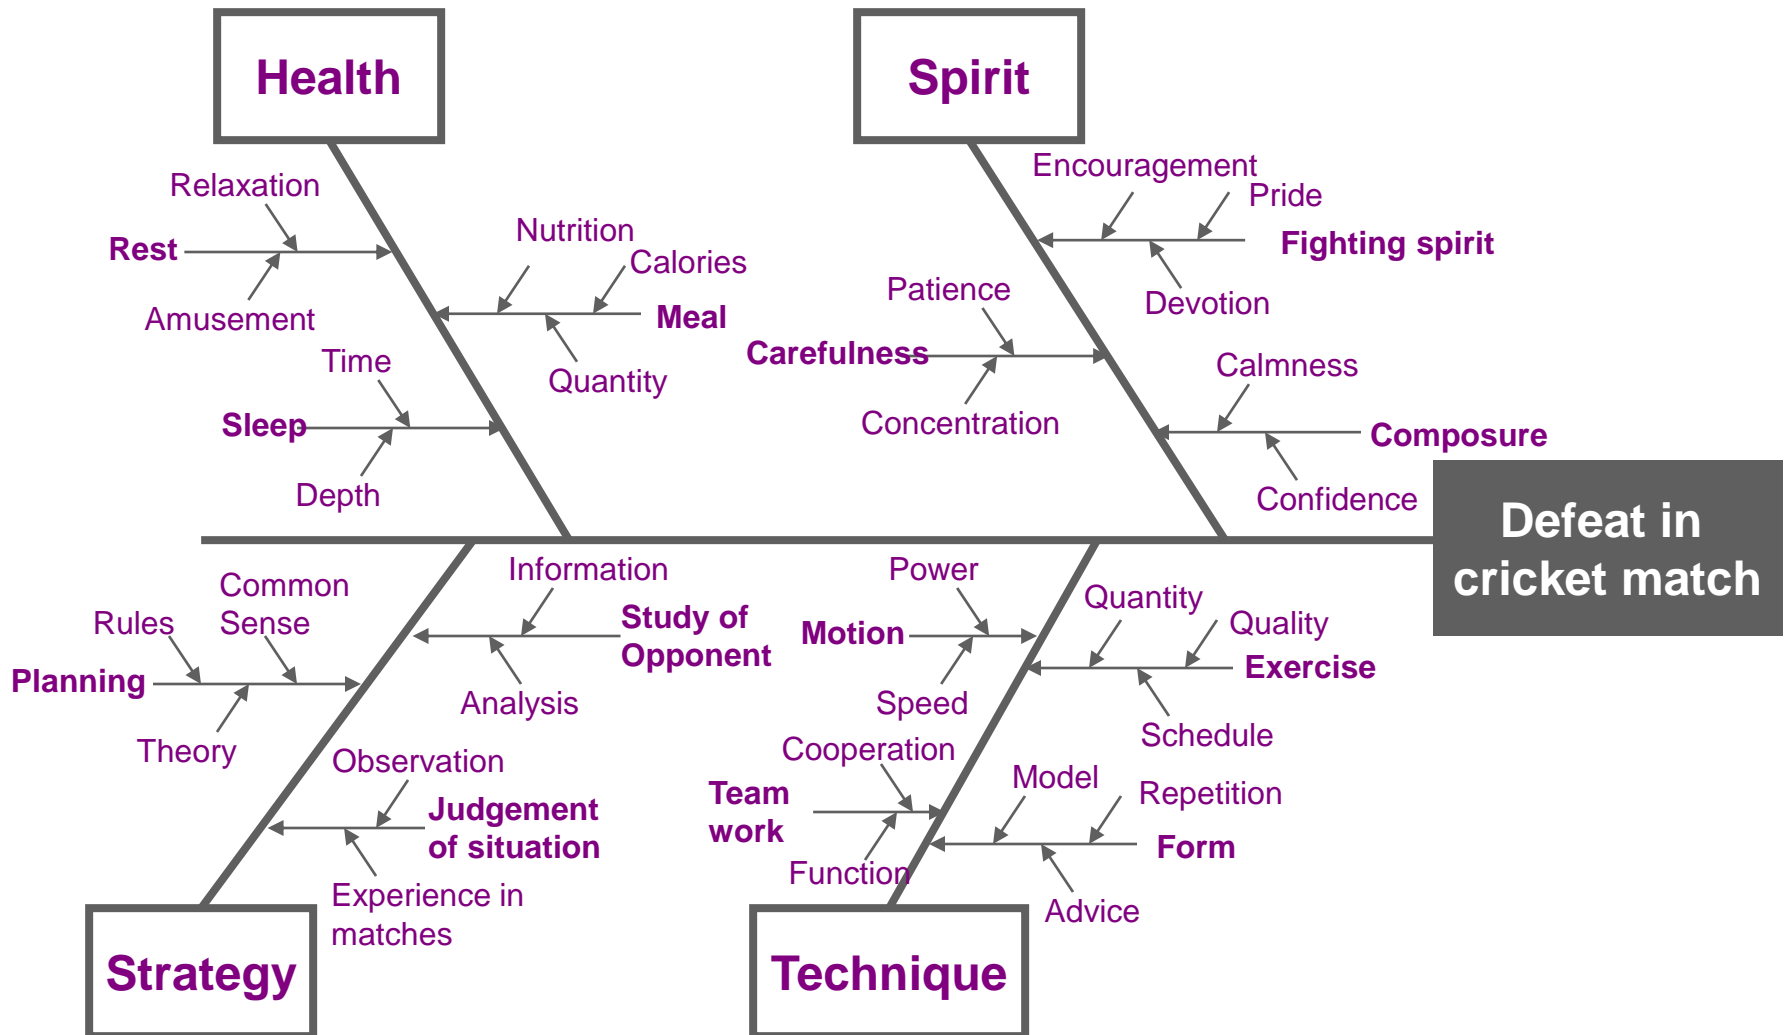 Health
Spirit
Relaxation
Rest
Amusement
Nutrition
Calories
Meal
Quantity
Time
Sleep
Depth
Encouragement
Pride
Fighting spirit
Devotion
Patience
Carefulness
Concentration
Calmness
Composure
Confidence
Defeat in
cricket match
Common
Sense
Rules
Planning
Theory
Information
Study of
Opponent
Analysis
Observation
Judgement
of situation
Experience in
matches
Strategy
Power
Motion
Speed
Quantity
Quality
Exercise
Schedule
Cooperation
Team
work
Function
Model
Repetition
Form
Advice
Technique